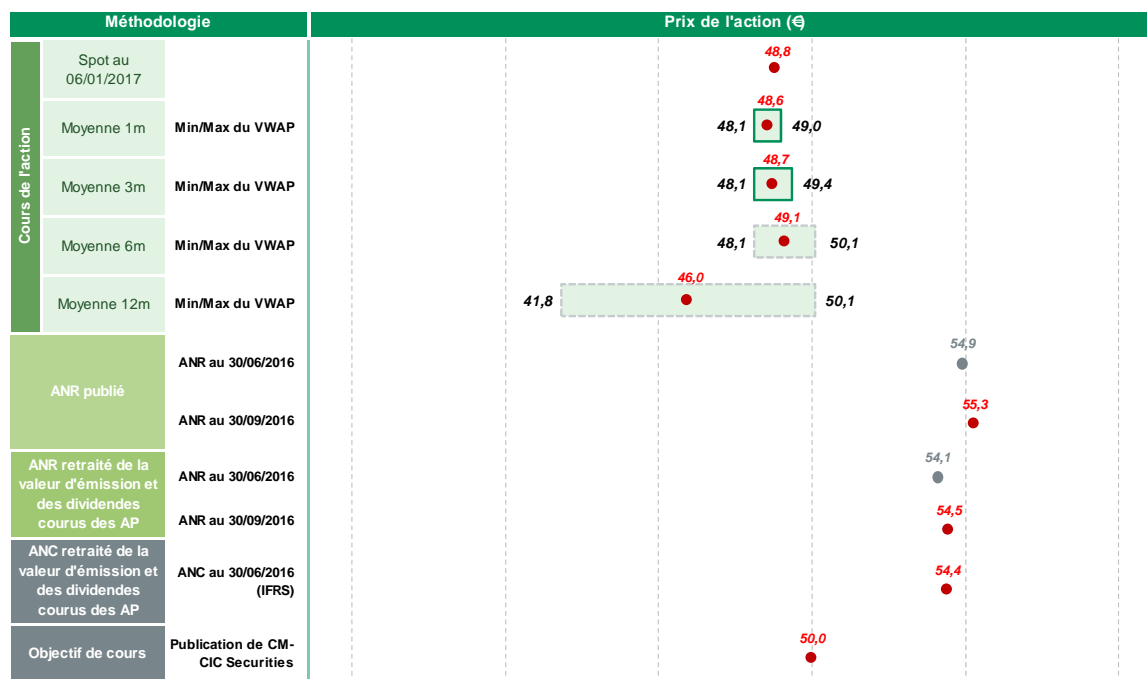 Méthodologie
Prix de l'action (€)
Cours de l'action
Spot au
06/01/2017
48,8
Moyenne 1m
Min/Max du VWAP
48,1
48,6
49,0
Moyenne 3m
Min/Max du VWAP
48,1
48,7
49,4
Moyenne 6m
Min/Max du VWAP
48,1
49,1
50,1
Moyenne 12m
Min/Max du VWAP
41,8
46,0
50,1
ANR publié
ANR au 30/06/2016
54,9
ANR au 30/09/2016
55,3
ANR retraité de la
valeur d'émission et
des dividendes
courus des AP
ANR au 30/06/2016
54,1
ANR au 30/09/2016
54,5
ANC retraité de la
valeur d'émission et
des dividendes
courus des AP
ANC au 30/06/2016
(IFRS)
54,4
Objectif de cours
Publication de CM-
CIC Securities
50,0